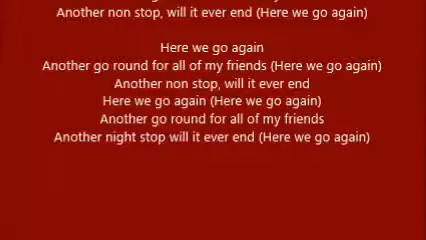 Another non stop, will it ever end (Here we go again)
Here we go again
Another go round for all of my friends (Here we go again)
Another non stop, will it ever end
Here we go again (Here we go again)
Another go round for all of my friends
Another night stop will it ever end (Here we go again)